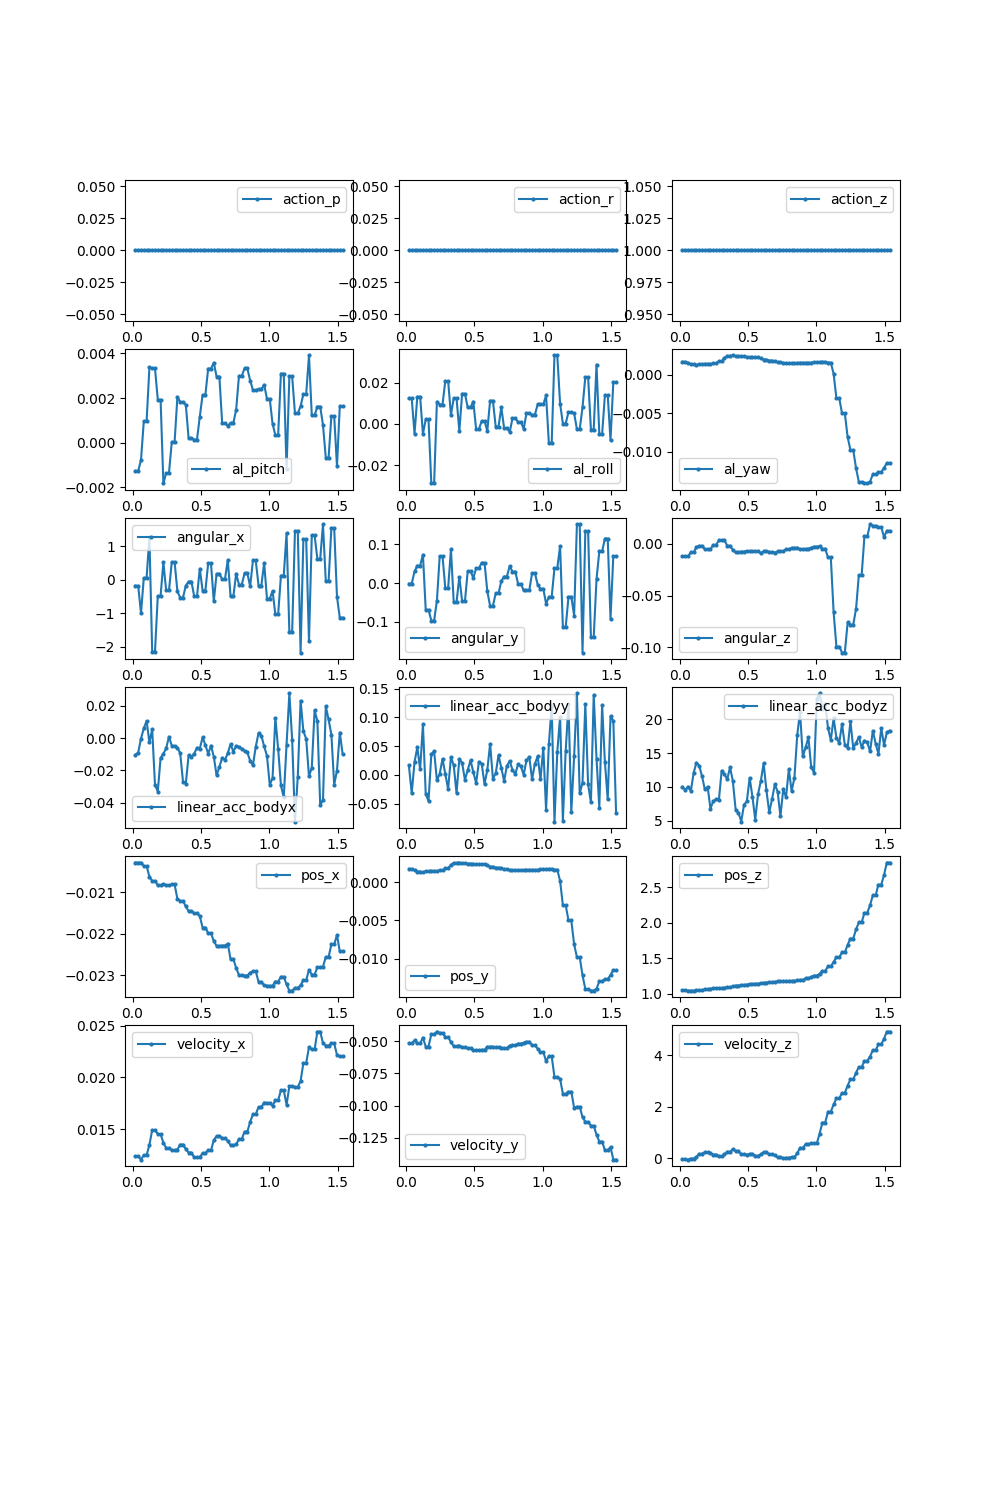 0.050 action_p 0.050 action_r 1.050 action_z
0.025 0.025 1.025
0.000 0.000 1.000
−0.025 −0.025 0.975
−0.050 −0.050 0.950
0.0 0.5 1.0 1.5 0.0 0.5 1.0 1.5 0.0 0.5 1.0 1.5
0.004
0.002 0.02 0.000
0.000 0.00 −0.005
−0.002 −0.02 −0.010
al_pitch al_roll al_yaw
0.0 0.5 1.0 1.5 0.0 0.5 1.0 1.5 0.0 0.5 1.0 1.5
angular_x
1 0.1 0.00
0 0.0 −0.05
−1 −0.1 −0.10
−2 angular_y angular_z
0.0 0.5 1.0 1.5 0.0 0.5 1.0 1.5 0.0 0.5 1.0 1.5
0.15
0.02 0.10 linear_acc_bodyy 20 linear_acc_bodyz
0.00 0.05 15
−0.02 0.00 10
−0.04 linear_acc_bodyx −0.05 5
0.0 0.5 1.0 1.5 0.0 0.5 1.0 1.5 0.0 0.5 1.0 1.5
pos_x pos_z
−0.021 0.000 2.5
−0.022 −0.005 2.0
−0.023 −0.010 1.5
pos_y 1.0
0.0 0.5 1.0 1.5 0.0 0.5 1.0 1.5 0.0 0.5 1.0 1.5
0.025 velocity_x −0.050 velocity_z
0.020 −0.075 4
0.015 −0.100 2
−0.125 velocity_y 0
0.0 0.5 1.0 1.5 0.0 0.5 1.0 1.5 0.0 0.5 1.0 1.5